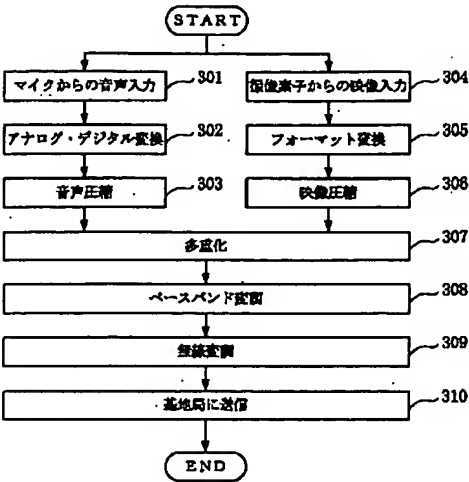 START
マイクからの音声入力
301
撮像素子からの映像入力
304
アナログ・デジタル変換
302
フォーマット変換
305
音声圧縮
303
映像圧縮
306
多重化
307
ベースバンド変調
308
無線変調
309
基地局に送信
310
END